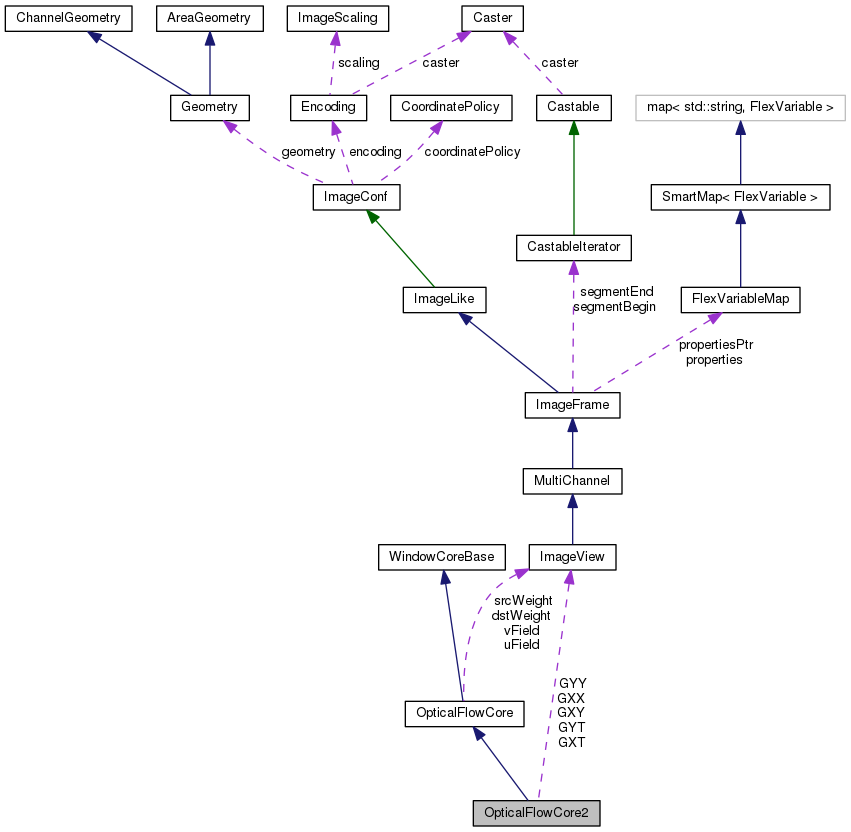 ChannelGeometry
AreaGeometry
ImageScaling
Caster
scaling
caster
caster
Geometry
Encoding
CoordinatePolicy
Castable
map< std::string, FlexVariable >
geometry
encoding
coordinatePolicy
ImageConf
SmartMap< FlexVariable >
CastableIterator
ImageLike
segmentEnd
segmentBegin
FlexVariableMap
propertiesPtr
properties
ImageFrame
MultiChannel
WindowCoreBase
ImageView
srcWeight
dstWeight
vField
uField
GYY
GXX
GXY
GYT
GXT
OpticalFlowCore
OpticalFlowCore2